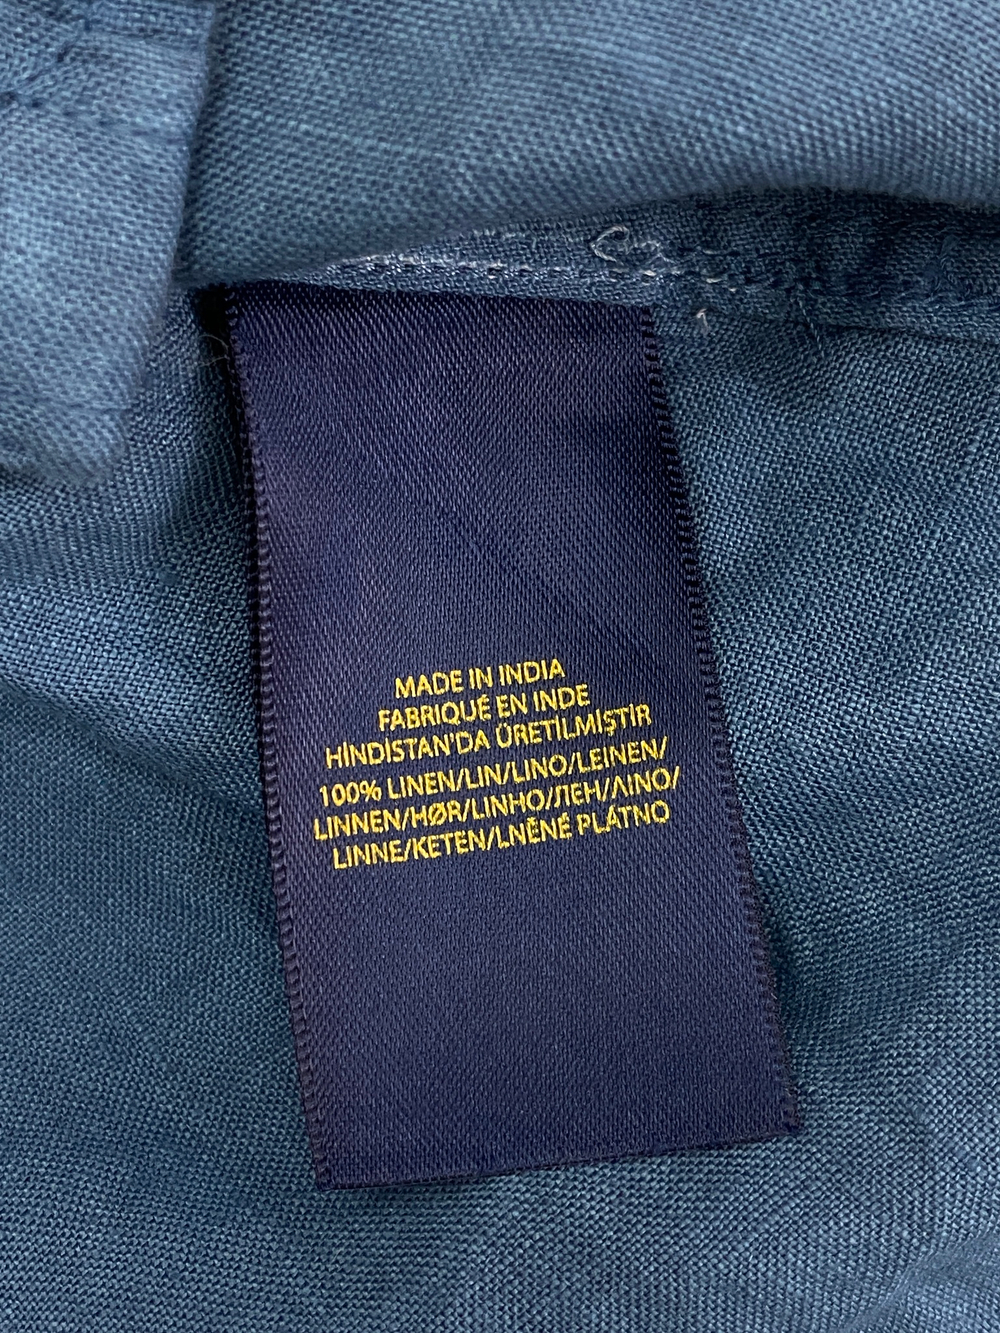 MADE IN INDIA
FABRIQUÉ EN INDE
HİNDİSTAN'DA ÜRETİLMİŞTİR
100% LINEN/LIN/LINO/LEINEN/
LINNEN/HØR/LINHO/ЛЕН/ΛΙΝΟ/
LINNE/KETEN/LNĚNÉ PLÁTNO